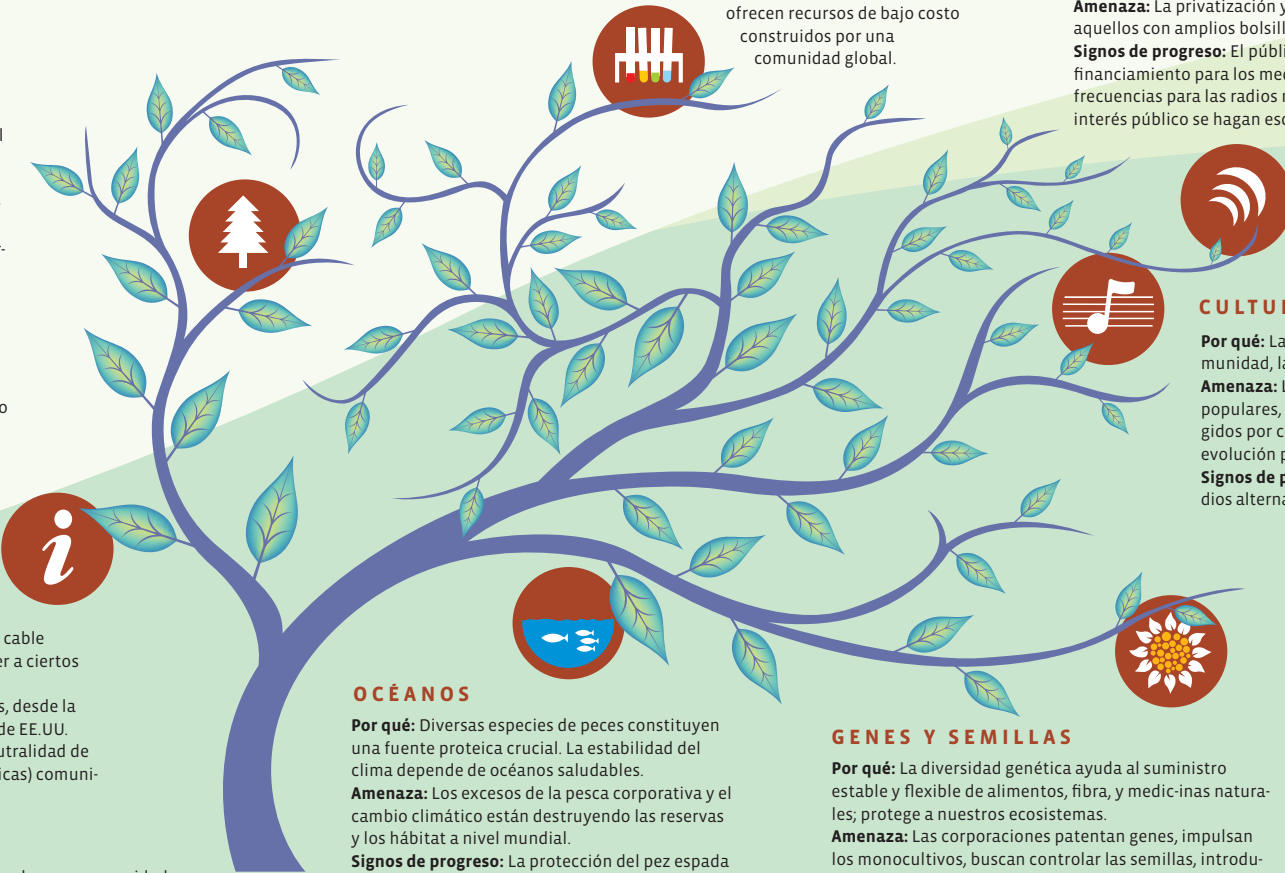 ofrecen recursos de bajo costo
construidos por una
comunidad global.
Amenaza: La privatización y
aquellos con amplios bolsill
Signos de progreso: El públi
financiamiento para los med
frecuencias para las radios
interés público se hagan esc
CULTU
Por qué: La
munidad, la
Amenaza:
populares,
gidos por c
evolución p
Signos de p
dios alterna
o
i
cable
er a ciertos
s, desde la
de EE.UU.
utralidad de
icas) comuni-
OCÉANOS
Por qué: Diversas especies de peces constituyen
una fuente proteica crucial. La estabilidad del
clima depende de océanos saludables.
Amenaza: Los excesos de la pesca corporativa y el
cambio climático están destruyendo las reservas
y los hábitat a nivel mundial.
Signos de progreso: La protección del pez espada
GENES Y SEMILLAS
Por qué: La diversidad genética ayuda al suministro
estable y flexible de alimentos, fibra, y medic-inas natura-
les; protege a nuestros ecosistemas.
Amenaza: Las corporaciones patentan genes, impulsan
los monocultivos, buscan controlar las semillas, introdu-